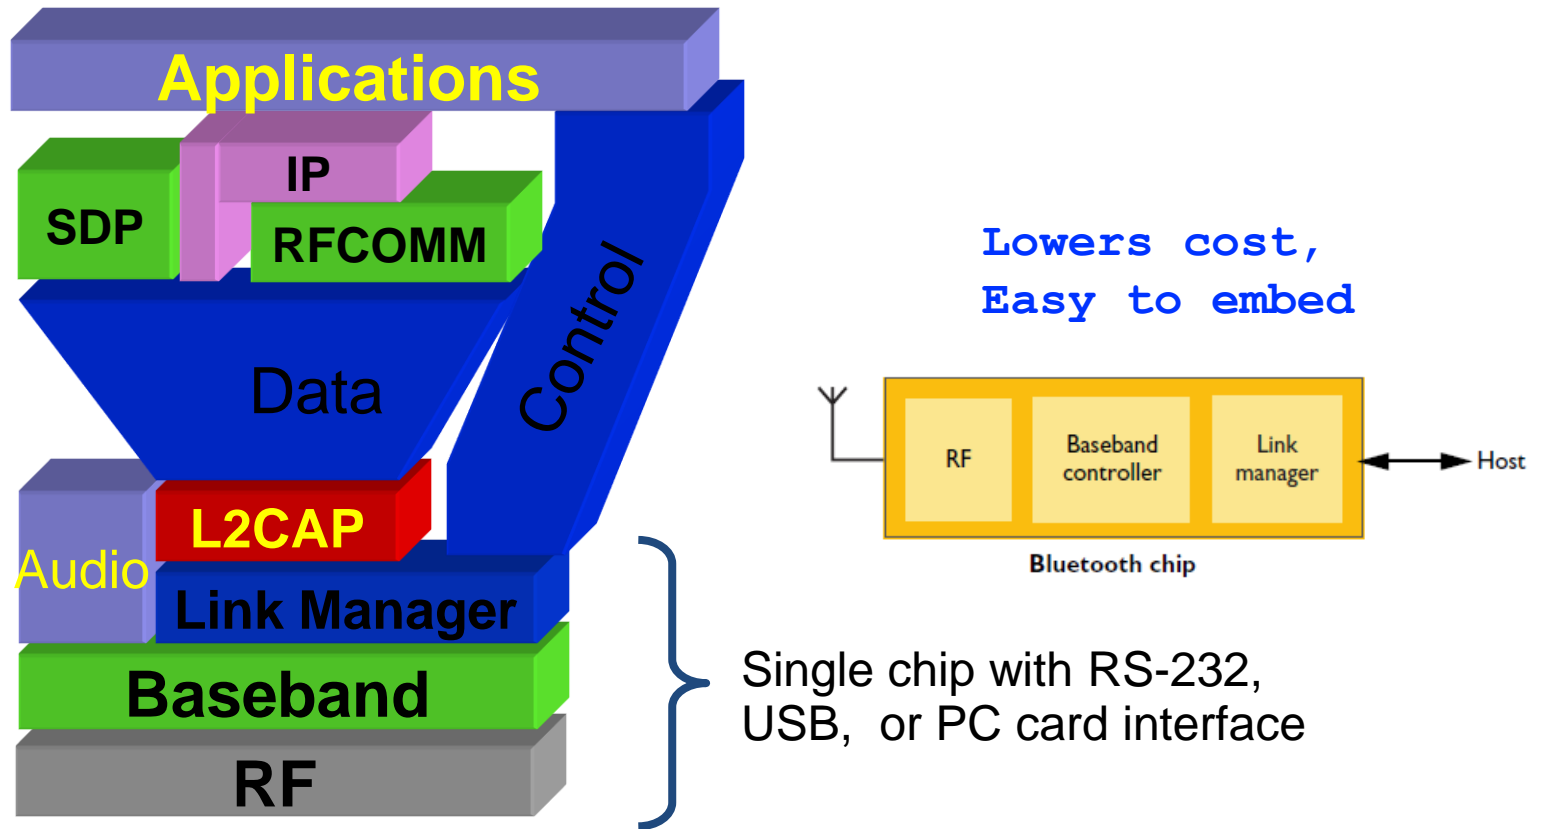 Applications
IP
SDP
RFCOMM
Data
Control
L2CAP
Audio
Link Manager
Baseband
RF
Lowers cost,
Easy to embed
RF
Baseband
controller
Link
manager
Host
Bluetooth chip
Single chip with RS-232,
USB,  or PC card interface